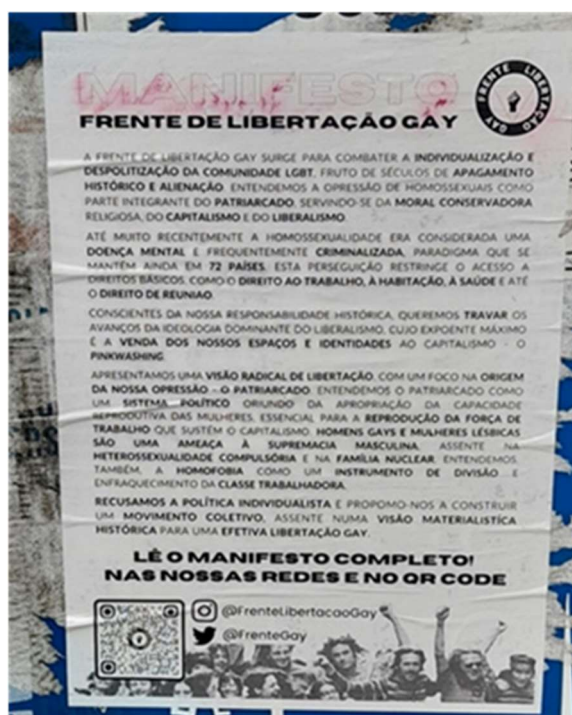 MANIFESTO
FRENTE DE LIBERTAÇÃO GAY
FRENTE LIBERTAÇÃO GAY
A FRENTE DE LIBERTAÇÃO GAY SURGE PARA COMBATER A INDIVIDUALIZAÇÃO E
DESPOLITIZAÇÃO DA COMUNIDADE LGBT, FRUTO DE SÉCULOS DE APAGAMENTO
HISTÓRICO E ALIENAÇÃO. ENTENDEMOS A OPRESSÃO DE HOMOSSEXUAIS COMO
PARTE INTEGRANTE DO PATRIARCADO, SERVINDO-SE DA MORAL CONSERVADORA
RELIGIOSA, DO CAPITALISMO E DO LIBERALISMO.
ATÉ MUITO RECENTEMENTE A HOMOSSEXUALIDADE ERA CONSIDERADA UMA
DOENÇA MENTAL E FREQUENTEMENTE CRIMINALIZADA, PARADIGMA QUE SE
MANTÉM AINDA EM 72 PAÍSES. ESTA PERSEGUIÇÃO RESTRINGE O ACESSO A
DIREITOS BÁSICOS, COMO O DIREITO AO TRABALHO, À HABITAÇÃO, À SAÚDE E ATÉ
O DIREITO DE REUNIÃO.
CONSCIENTES DA NOSSA RESPONSABILIDADE HISTÓRICA, QUEREMOS TRAVAR OS
AVANÇOS DA IDEOLOGIA DOMINANTE DO LIBERALISMO, CUJO EXPOENTE MÁXIMO
É A VENDA DOS NOSSOS ESPAÇOS E IDENTIDADES AO CAPITALISMO - O
PINKWASHING.
APRESENTAMOS UMA VISÃO RADICAL DE LIBERTAÇÃO, COM UM FOCO NA ORIGEM
DA NOSSA OPRESSÃO - O PATRIARCADO. ENTENDEMOS O PATRIARCADO COMO
UM SISTEMA POLÍTICO ORIUNDO DA APROPRIAÇÃO DA CAPACIDADE
REPRODUTIVA DAS MULHERES, ESSENCIAL PARA A REPRODUÇÃO DA FORÇA DE
TRABALHO QUE SUSTÉM O CAPITALISMO. HOMENS GAYS E MULHERES LÉSBICAS
SÃO UMA AMEAÇA À SUPREMACIA MASCULINA, ASSENTE NA
HETEROSSEXUALIDADE COMPULSÓRIA E NA FAMÍLIA NUCLEAR. ENTENDEMOS,
TAMBÉM, A HOMOFOBIA COMO UM INSTRUMENTO DE DIVISÃO E
ENFRAQUECIMENTO DA CLASSE TRABALHADORA.
RECUSAMOS A POLÍTICA INDIVIDUALISTA E PROPOMO-NOS A CONSTRUIR
UM MOVIMENTO COLETIVO, ASSENTE NUMA VISÃO MATERIALISTÍCA
HISTÓRICA PARA UMA EFETIVA LIBERTAÇÃO GAY.
LÊ O MANIFESTO COMPLETO!
NAS NOSSAS REDES E NO QR CODE
@FrenteLibertacaoGay
@FrenteGay